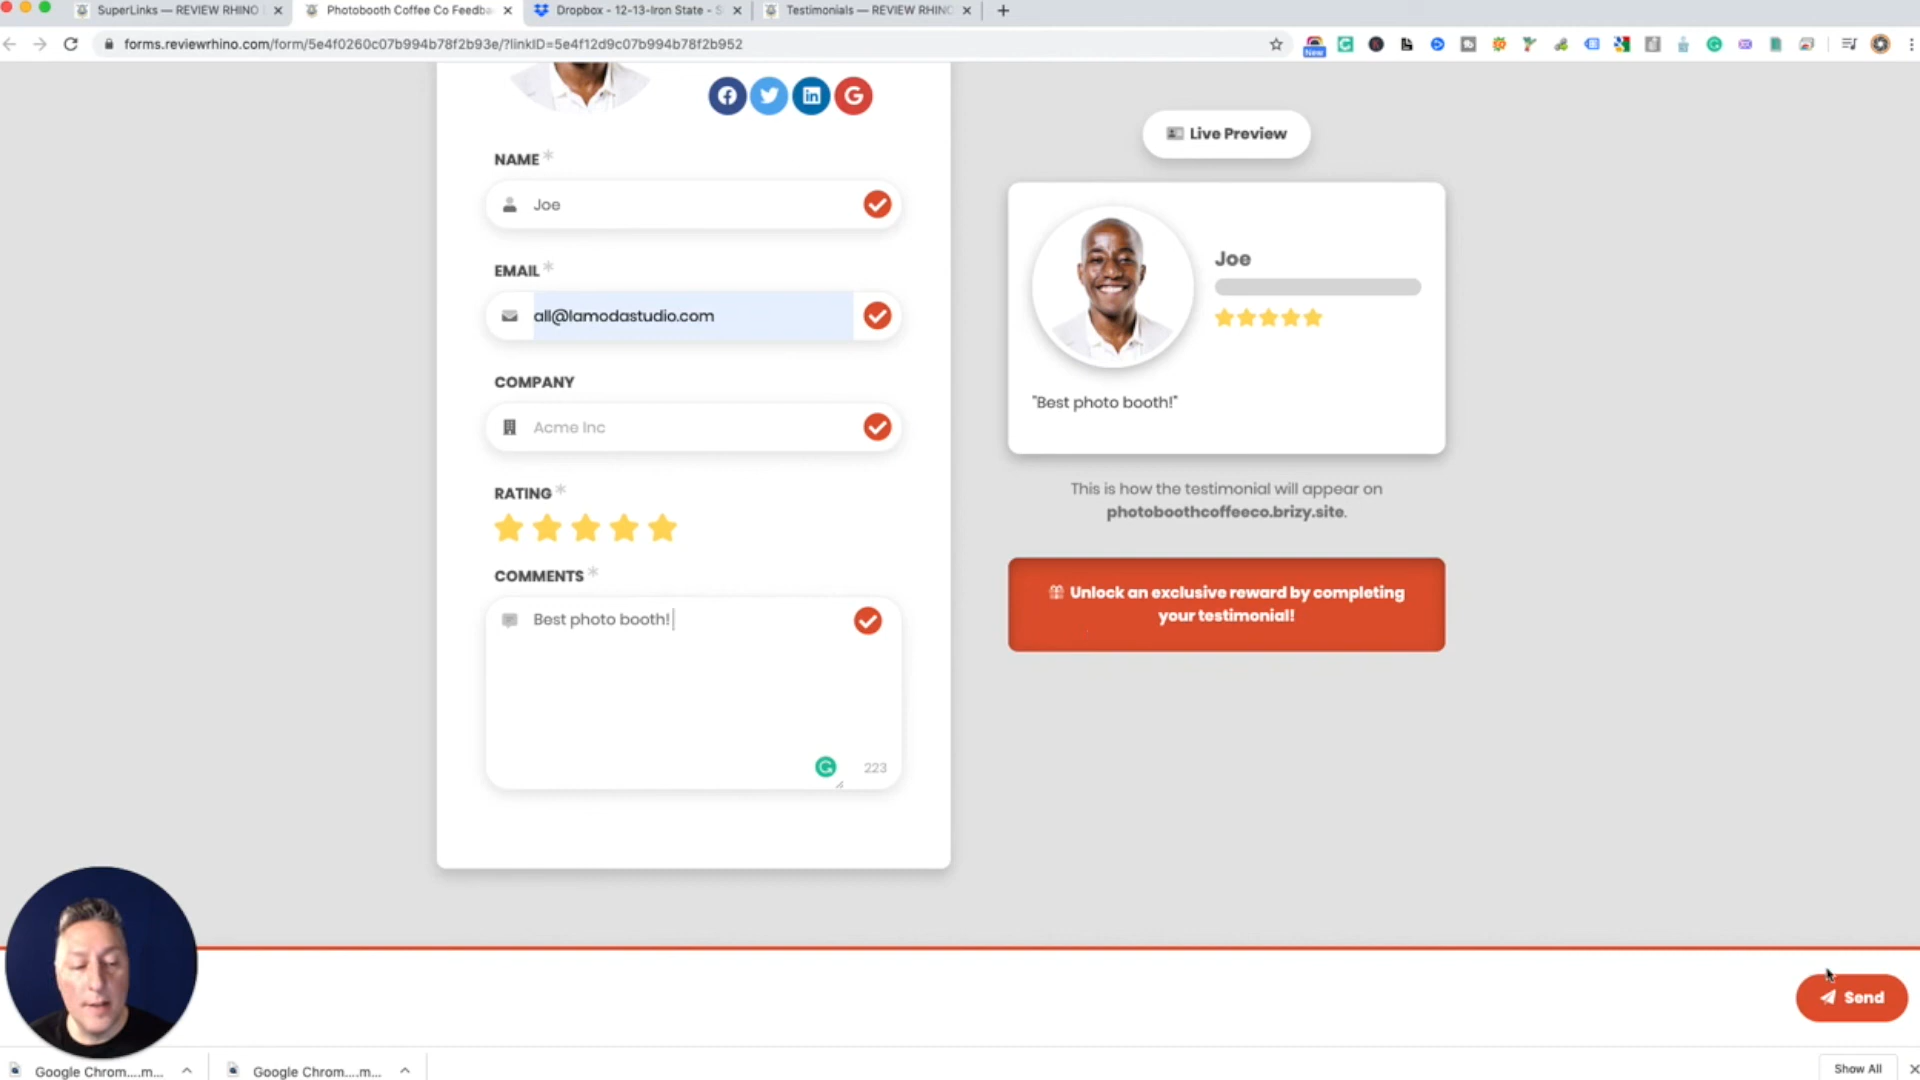 SuperLinks — REVIEW RHINO
Photobooth Coffee Co Feedba
Dropbox - 12-13-Iron State - S
Testimonials — REVIEW RHINO
forms.reviewrhino.com/form/5e4f0260c07b994b78f2b93e/?linkID=5e4f12d9c07b994b78f2b952
New
NAME *
Joe
EMAIL *
all@lamodastudio.com
COMPANY
Acme Inc
RATING *
COMMENTS *
Best photo booth!
223
Live Preview
Joe
"Best photo booth!"
This is how the testimonial will appear on
photoboothcoffeeco.brizy.site.
Unlock an exclusive reward by completing
your testimonial!
Send
Google Chrom....m...
Google Chrom....m...
Show All